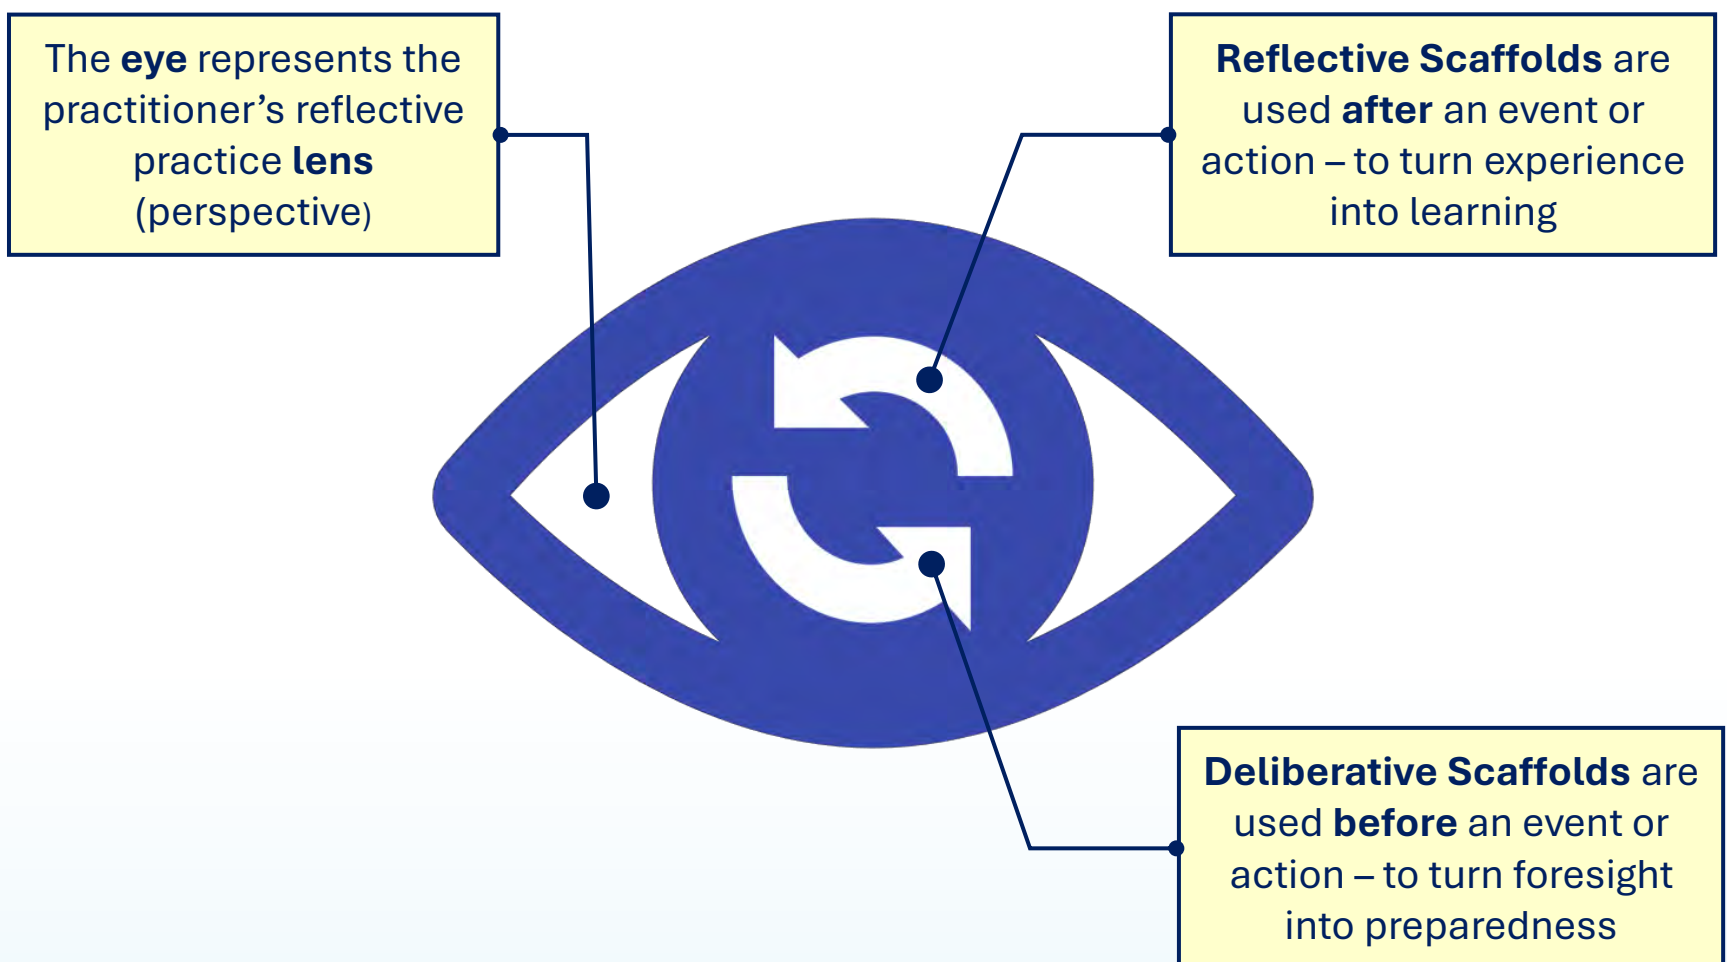 The eye represents the
practitioner’s reflective
practice lens
(perspective)
Reflective Scaffolds are
used after an event or
action – to turn experience
into learning
Deliberative Scaffolds are
used before an event or
action – to turn foresight
into preparedness